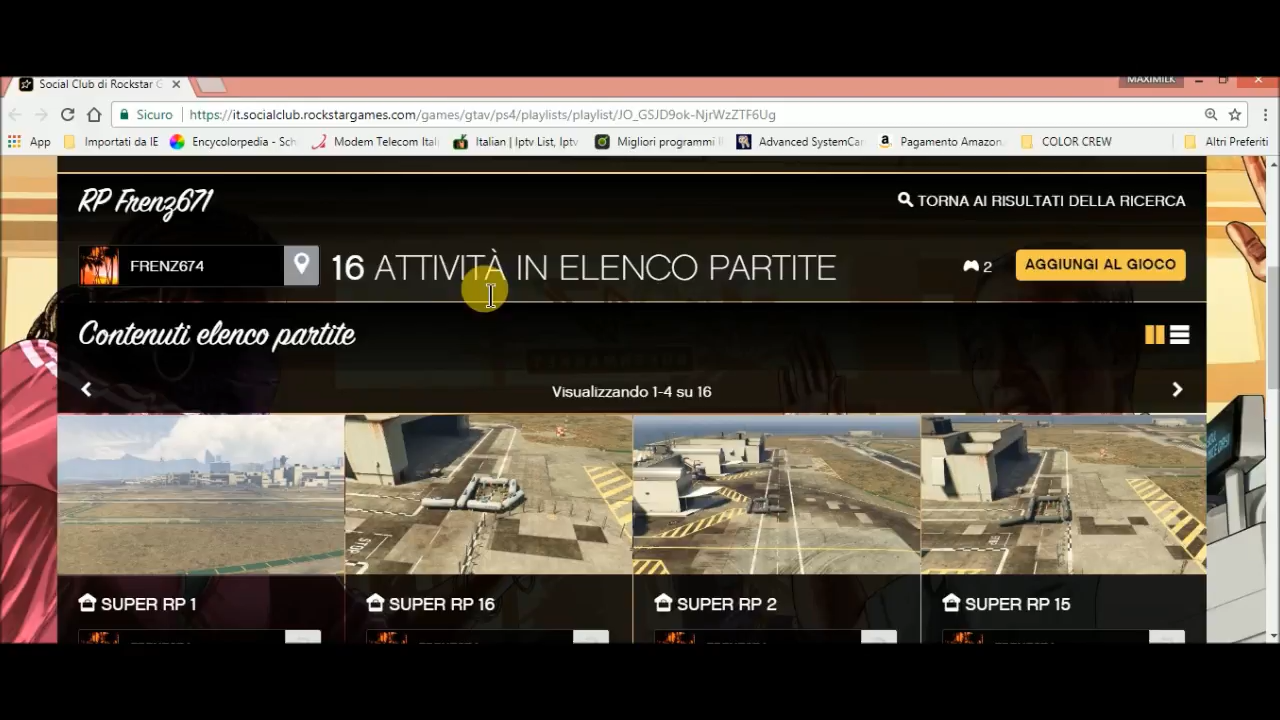 MAXIMILK
Social Club di Rockstar G
Sicuro https://it.socialclub.rockstargames.com/games/gtav/ps4/playlists/playlist/JO_GSJD9ok-NjrWzZTF6Ug
App Importati da IE Encycolorpedia - Sch Modem Telecom Itali Italian | Iptv List, Iptv Migliori programmi Advanced SystemCar Pagamento Amazon. COLOR CREW Altri Preferiti
RP Frenz671
TORNA AI RISULTATI DELLA RICERCA
FRENZ674
16 ATTIVITÀ IN ELENCO PARTITE
2
AGGIUNGI AL GIOCO
Contenuti elenco partite
Visualizzando 1-4 su 16
SUPER RP 1
SUPER RP 16
SUPER RP 2
SUPER RP 15